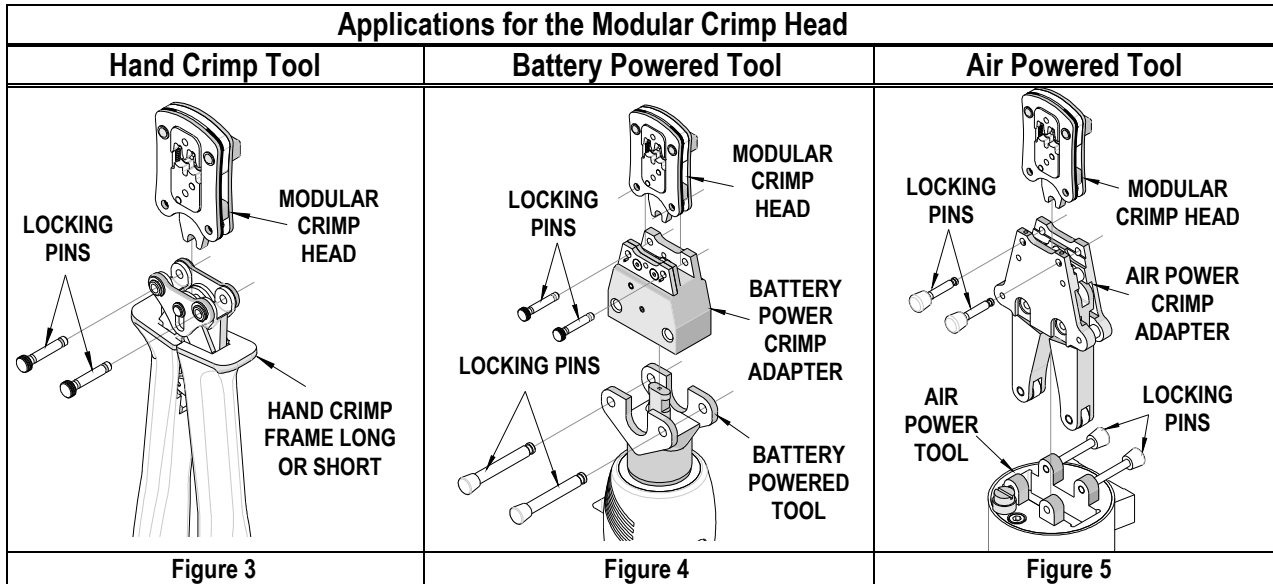 Applications for the Modular Crimp Head
Hand Crimp Tool
Battery Powered Tool
Air Powered Tool
LOCKING
PINS
MODULAR
CRIMP
HEAD
HAND CRIMP
FRAME LONG
OR SHORT
MODULAR
CRIMP
HEAD
LOCKING
PINS
BATTERY
POWER
CRIMP
ADAPTER
LOCKING PINS
BATTERY
POWERED
TOOL
LOCKING
PINS
MODULAR
CRIMP HEAD
AIR POWER
CRIMP
ADAPTER
AIR
POWER
TOOL
LOCKING
PINS
Figure 3
Figure 4
Figure 5